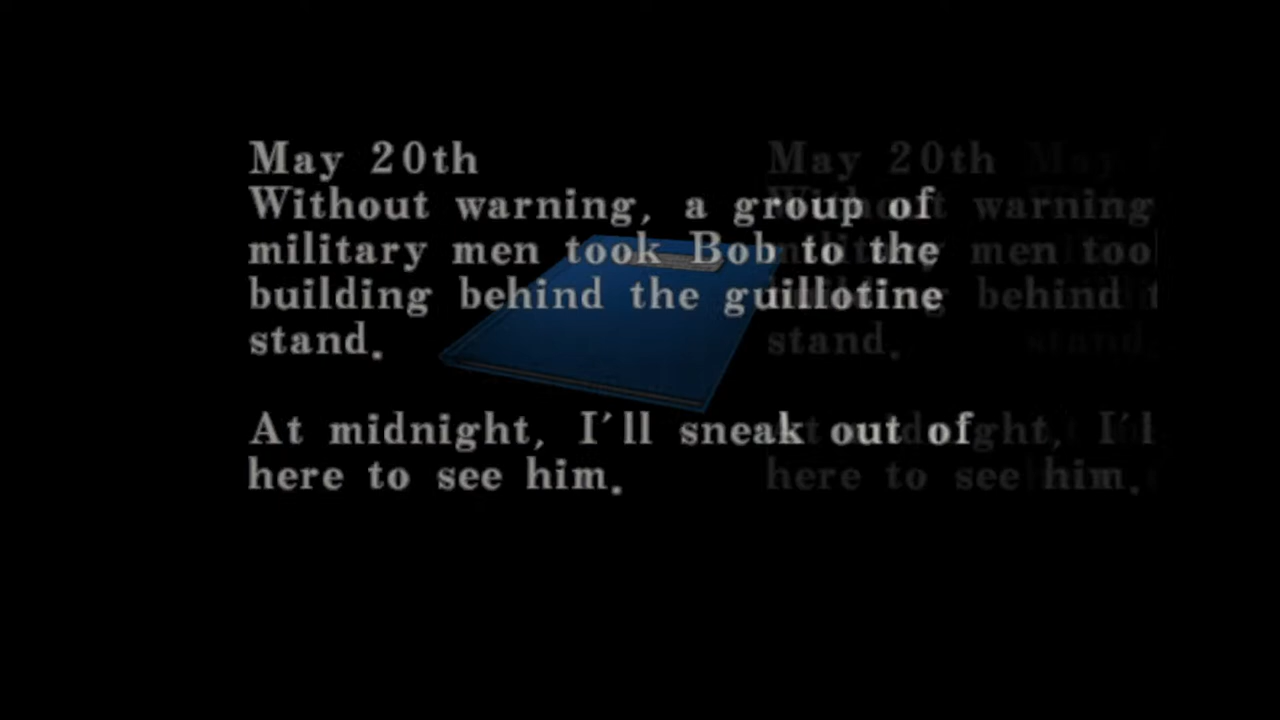 May 20th
Without warning, a group of
military men took Bob to the
building behind the guillotine
stand.
At midnight, I'll sneak out of
here to see him.